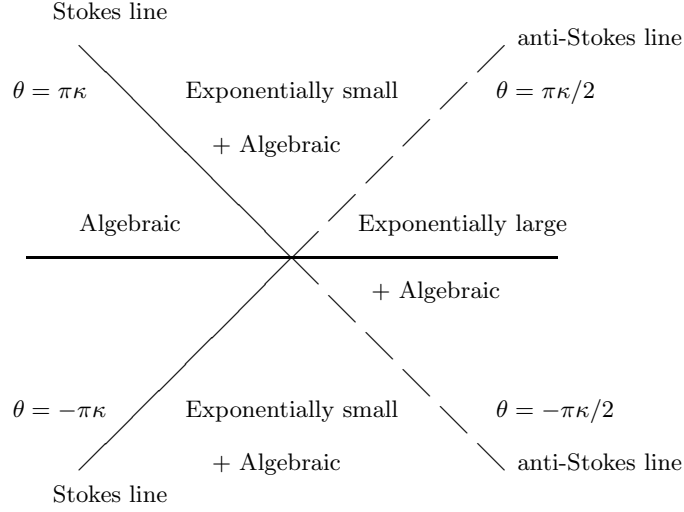 Stokes line
anti-Stokes line
θ = πκ
Exponentially small
θ = πκ/2
+ Algebraic
Algebraic
Exponentially large
+ Algebraic
θ = −πκ
Exponentially small
θ = −πκ/2
+ Algebraic
anti-Stokes line
Stokes line